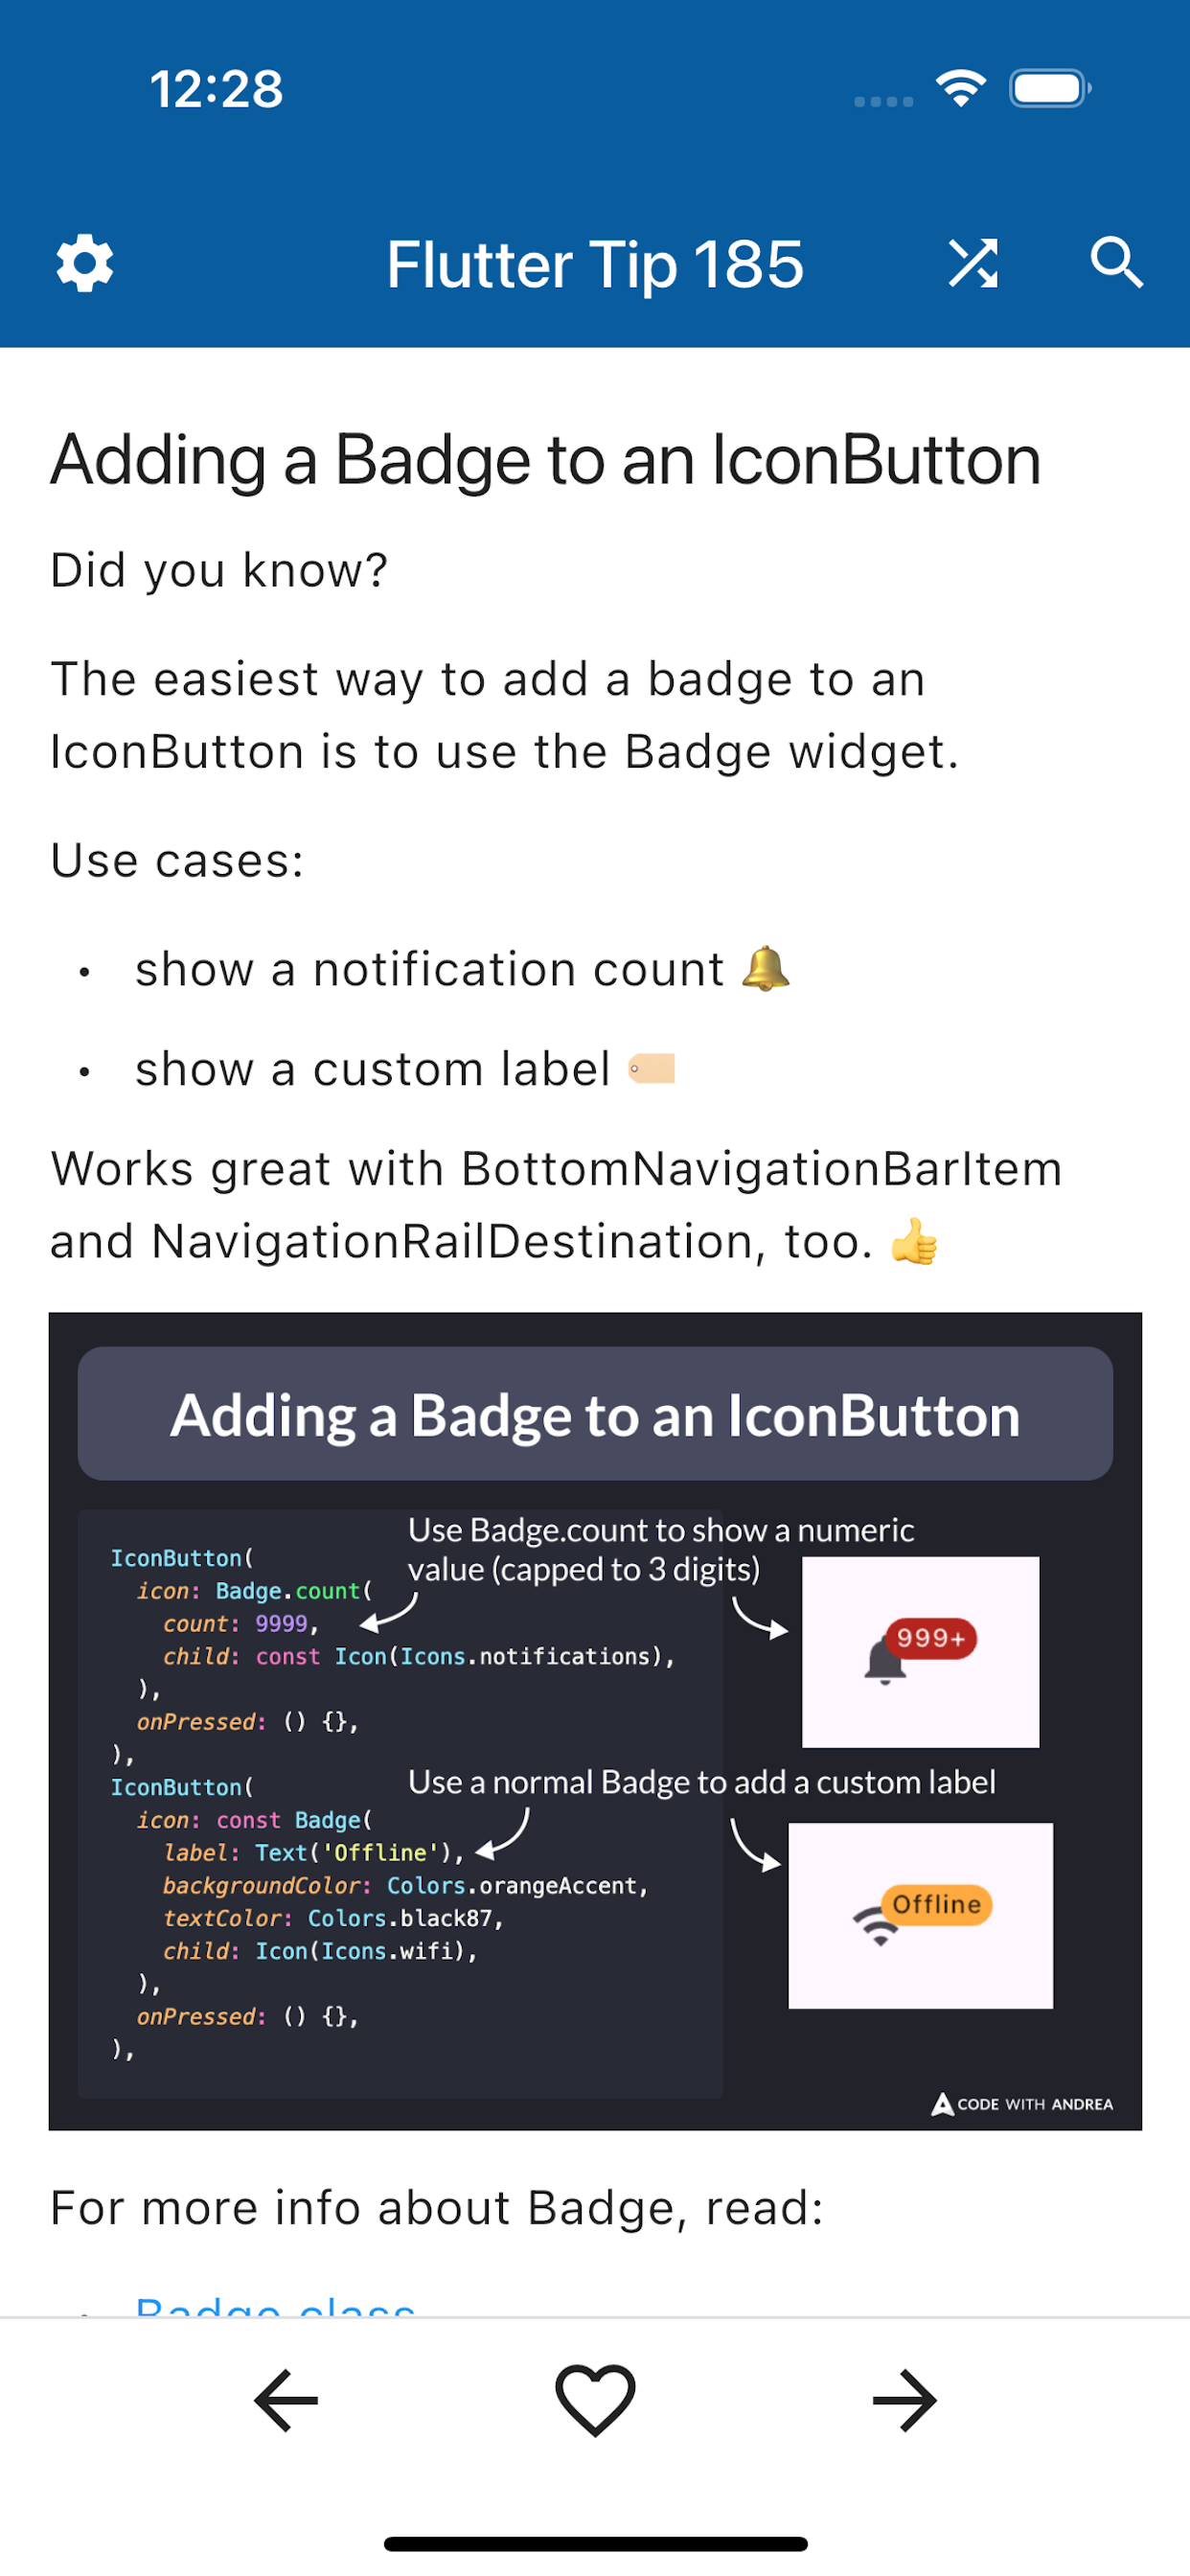 12:28
Flutter Tip 185
Adding a Badge to an IconButton
Did you know?
The easiest way to add a badge to an
IconButton is to use the Badge widget.
Use cases:
• show a notification count 🔔
• show a custom label 🏷️
Works great with BottomNavigationBarItem
and NavigationRailDestination, too. 👍
Adding a Badge to an IconButton
Use Badge.count to show a numeric
value (capped to 3 digits)
IconButton(
  icon: Badge.count(
    count: 9999,
    child: const Icon(Icons.notifications),
  ),
  onPressed: () {},
),
999+
Use a normal Badge to add a custom label
IconButton(
  icon: const Badge(
    label: Text('Offline'),
    backgroundColor: Colors.orangeAccent,
    textColor: Colors.black87,
    child: Icon(Icons.wifi),
  ),
  onPressed: () {},
),
Offline
CODE WITH ANDREA
For more info about Badge, read:
• Badge class